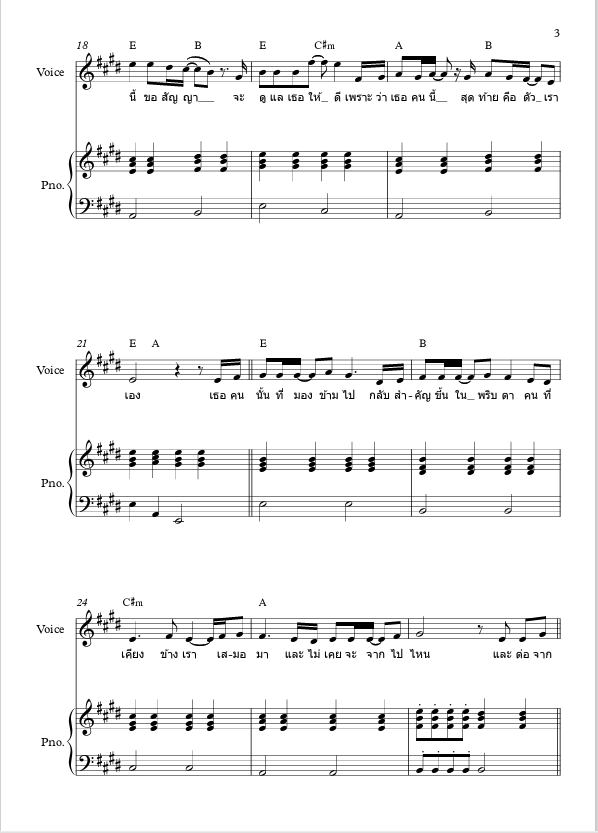 3
18 E B E C♯m A B
Voice
นี้ ขอ สัญ ญา__ จะ ดู แล เธอ ให้_ ดี เพราะ ว่า เธอ คน นี้__ สุด ท้าย คือ ตัว_ เรา
Pno.
21 E A E B
Voice
เอง เธอ คน นั้น ที่ มอง ข้าม ไป กลับ สำ-คัญ ขึ้น ใน_ พริบ ตา คน ที่
Pno.
24 C♯m A
Voice
เคียง ข้าง เรา เส-มอ มา และ ไม่ เคย จะ จาก ไป ไหน และ ต่อ จาก
Pno.